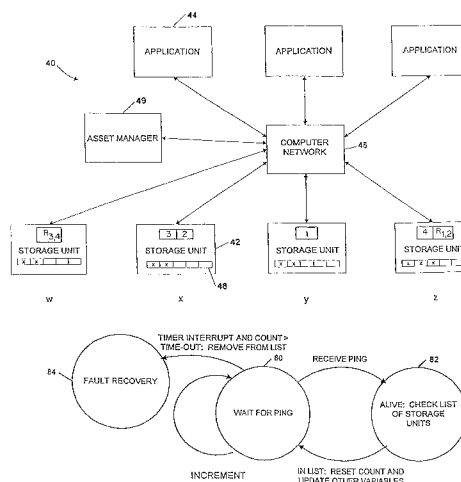 44
APPLICATION
APPLICATION
APPLICATION
40
49
ASSET MANAGER
COMPUTER
NETWORK
R3,4
STORAGE UNIT
x x
w
3 2
STORAGE UNIT
42
x x
48
x
1
STORAGE UNIT
y
4 R1,2
STORAGE UNIT
x x x
z
TIMER INTERRUPT AND COUNT>
TIME-OUT: REMOVE FROM LIST
80
RECEIVE PING
82
84
FAULT RECOVERY
WAIT FOR PING
ALIVE: CHECK LIST
OF STORAGE
UNITS
INCREMENT
IN LIST: RESET COUNT AND
UPDATE OTHER VARIABLES